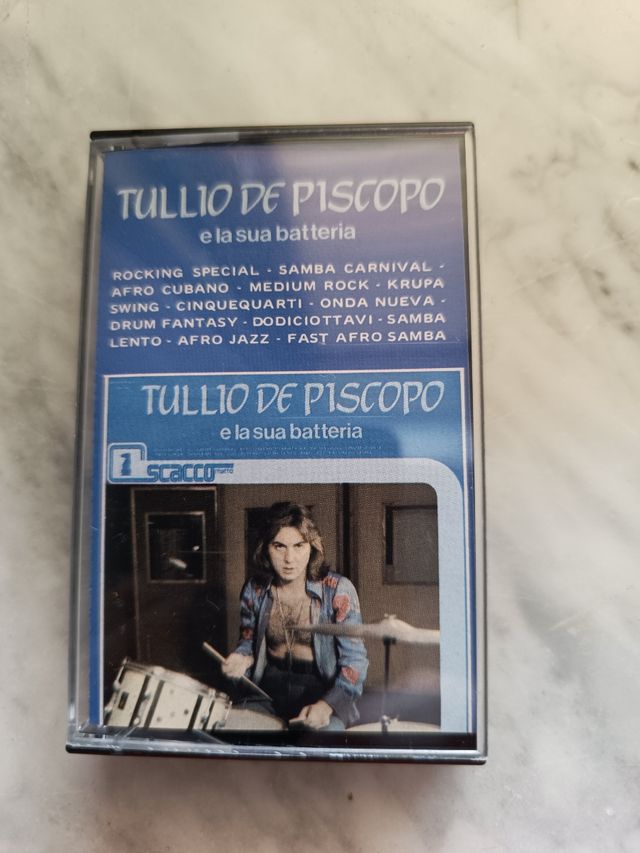 TULLIO DE PISCOPO
e la sua batteria
ROCKING SPECIAL - SAMBA CARNIVAL -
AFRO CUBANO - MEDIUM ROCK - KRUPA
SWING - CINQUEQUARTI - ONDA NUEVA -
DRUM FANTASY - DODICIOTTAVI - SAMBA
LENTO - AFRO JAZZ - FAST AFRO SAMBA
TULLIO DE PISCOPO
e la sua batteria
scacco